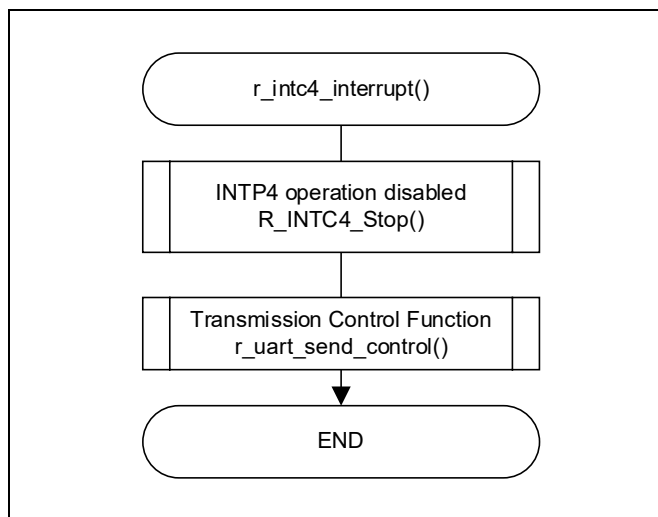 r_intc4_interrupt()
INTP4 operation disabled
R_INTC4_Stop()
Transmission Control Function
r_uart_send_control()
END